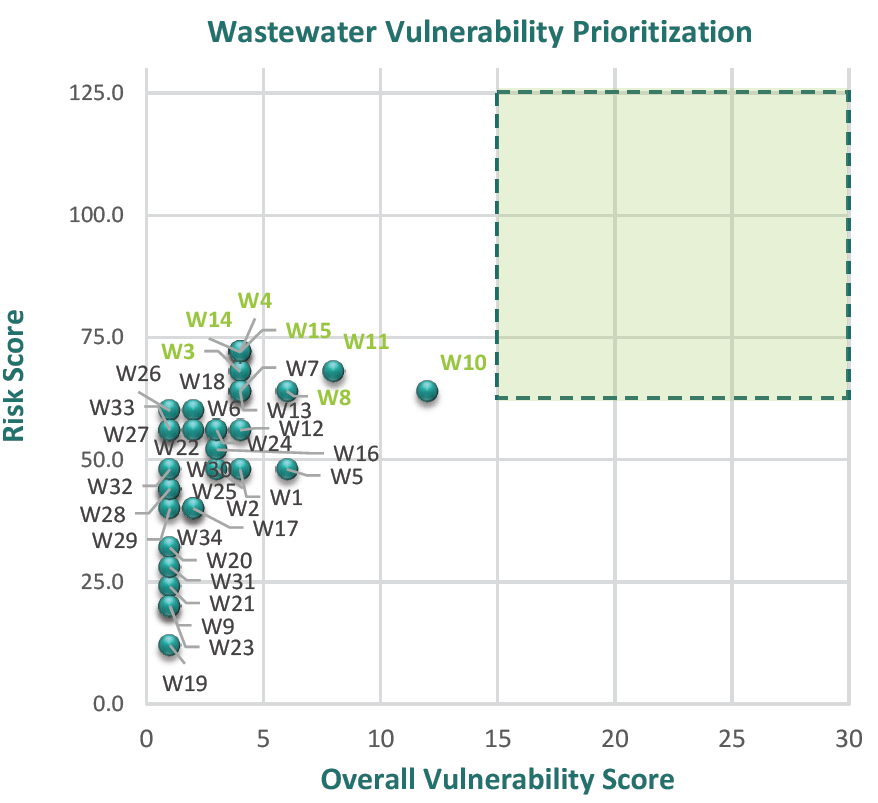 Wastewater Vulnerability Prioritization
125.0
100.0
75.0
50.0
25.0
0.0
Risk Score
W4
W14
W15
W3
W11
W26
W18
W7
W10
W33
W6
W13
W8
W27
W22
W24
W12
W16
W30
W5
W32
W25
W2
W1
W28
W17
W29
W34
W20
W31
W21
W9
W23
W19
0 5 10 15 20 25 30
Overall Vulnerability Score